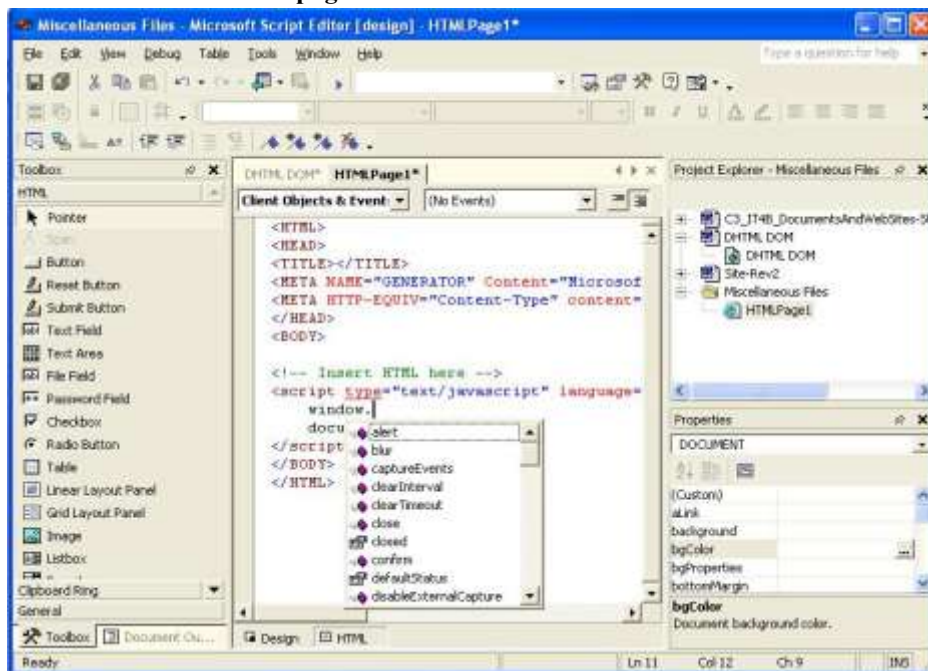 Miscellaneous Files - Microsoft Script Editor [design] - HTMLPage1*
File Edit View Debug Table Tools Window Help
Type a question for help
Toolbox
HTML
Pointer
Span
Button
Reset Button
Submit Button
Text Field
Text Area
File Field
Password Field
Checkbox
Radio Button
Table
Linear Layout Panel
Grid Layout Panel
Image
Listbox
Clipboard Ring
General
Toolbox
Document Ou...
DHTML DOM* HTMLPage1*
Client Objects & Event (No Events)
<HTML>
<HEAD>
<TITLE></TITLE>
<META NAME="GENERATOR" Content="Microsof
<META HTTP-EQUIV="Content-Type" content=
</HEAD>
<BODY>
<!-- Insert HTML here -->
<script type="text/javascript" language=
window.
docu
</script
</BODY>
</HTML>
alert
blur
captureEvents
clearInterval
clearTimeout
close
closed
confirm
defaultStatus
disableExternalCapture
Design HTML
Project Explorer - Miscellaneous Files
C3_IT4B_DocumentsAndWebSites-S
DHTML DOM
DHTML DOM
Site-Rev2
Miscellaneous Files
HTMLPage1
Properties
DOCUMENT
(Custom)
aLink
background
bgColor
bgProperties
bottomMargin
bgColor
Document background color.
Ready Ln 11 Col 12 Ch 9 INS